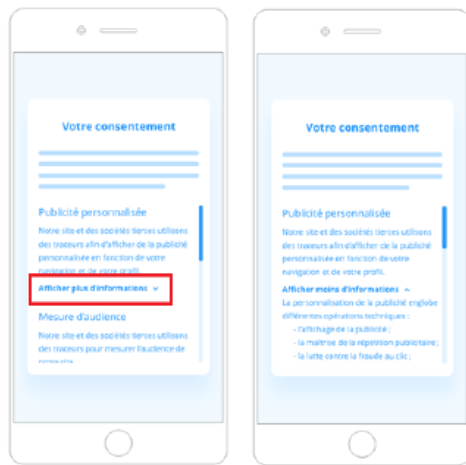 Votre consentement
Publicité personnalisée
Notre site et des sociétés tierces utilisons
des traceurs afin d'afficher de la publicité
personnalisée en fonction de votre
navigation et de votre profil.
Afficher plus d'informations
Mesure d'audience
Notre site et des sociétés tierces utilisons
des traceurs pour mesurer l'audience de
Votre consentement
Publicité personnalisée
Notre site et des sociétés tierces utilisons
des traceurs afin d'afficher de la publicité
personnalisée en fonction de votre
navigation et de votre profil.
Afficher moins d'informations
La personnalisation de la publicité englobe
différentes opérations techniques :
- l'affichage de la publicité ;
- la maîtrise de la répétition publicitaire ;
- la lutte contre la fraude au clic ;